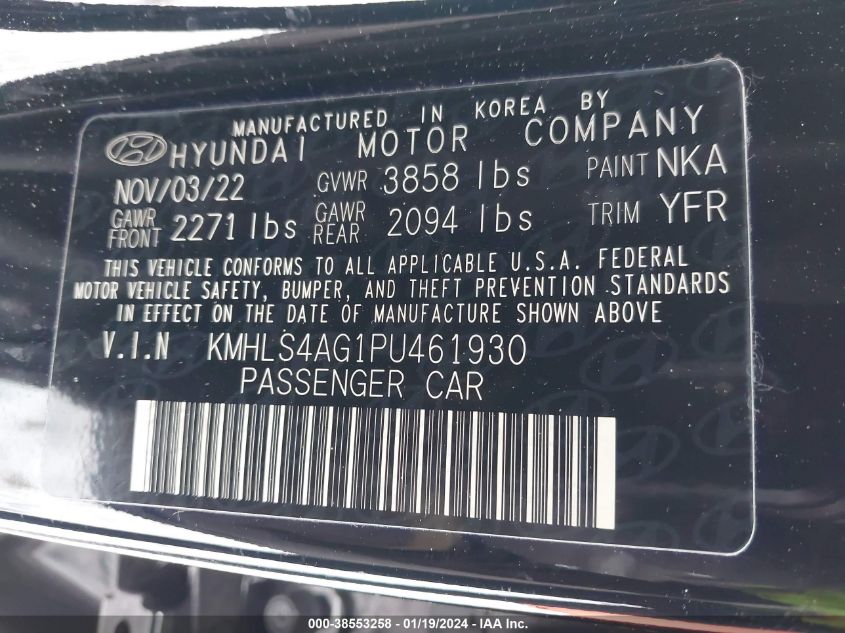 MANUFACTURED IN KOREA BY
HYUNDAI MOTOR COMPANY
NOV/03/22 GVWR 3858 lbs PAINT NKA
GAWR FRONT 2271 lbs GAWR REAR 2094 lbs TRIM YFR
THIS VEHICLE CONFORMS TO ALL APPLICABLE U.S.A. FEDERAL
MOTOR VEHICLE SAFETY, BUMPER, AND THEFT PREVENTION STANDARDS
IN EFFECT ON THE DATE OF MANUFACTURE SHOWN ABOVE
V.I.N KMHLS4AG1PU461930
PASSENGER CAR
000-38553258 - 01/19/2024 - IAA Inc.